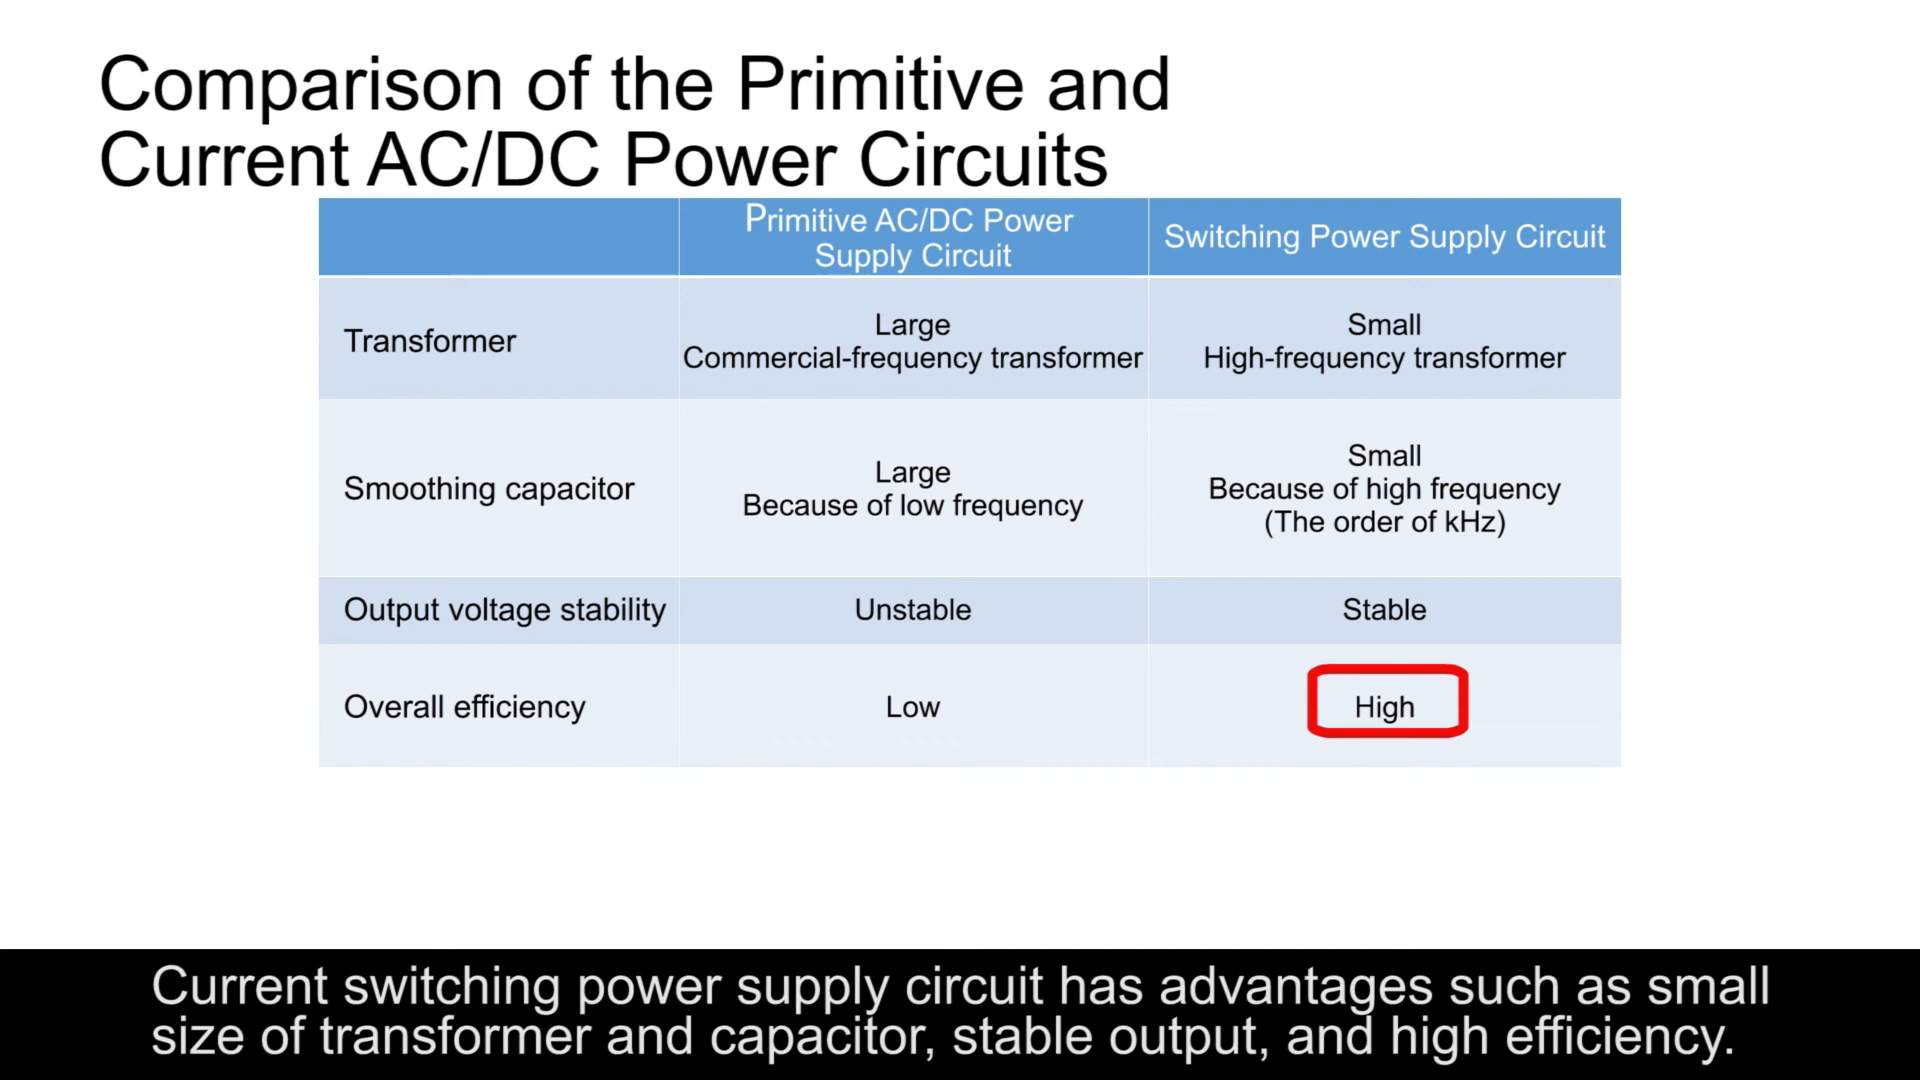 Comparison of the Primitive and
Current AC/DC Power Circuits
Primitive AC/DC Power
Supply Circuit
Switching Power Supply Circuit
Transformer
Large
Commercial-frequency transformer
Small
High-frequency transformer
Smoothing capacitor
Large
Because of low frequency
Small
Because of high frequency
(The order of kHz)
Output voltage stability
Unstable
Stable
Overall efficiency
Low
High
Current switching power supply circuit has advantages such as small
size of transformer and capacitor, stable output, and high efficiency.